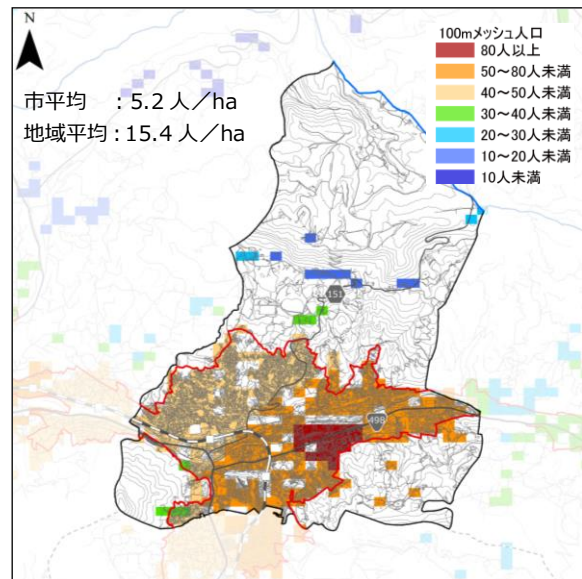 N
市平均　：5.2 人／ha
地域平均：15.4 人／ha
100mメッシュ人口
80人以上
50～80人未満
40～50人未満
30～40人未満
20～30人未満
10～20人未満
10人未満
151
498